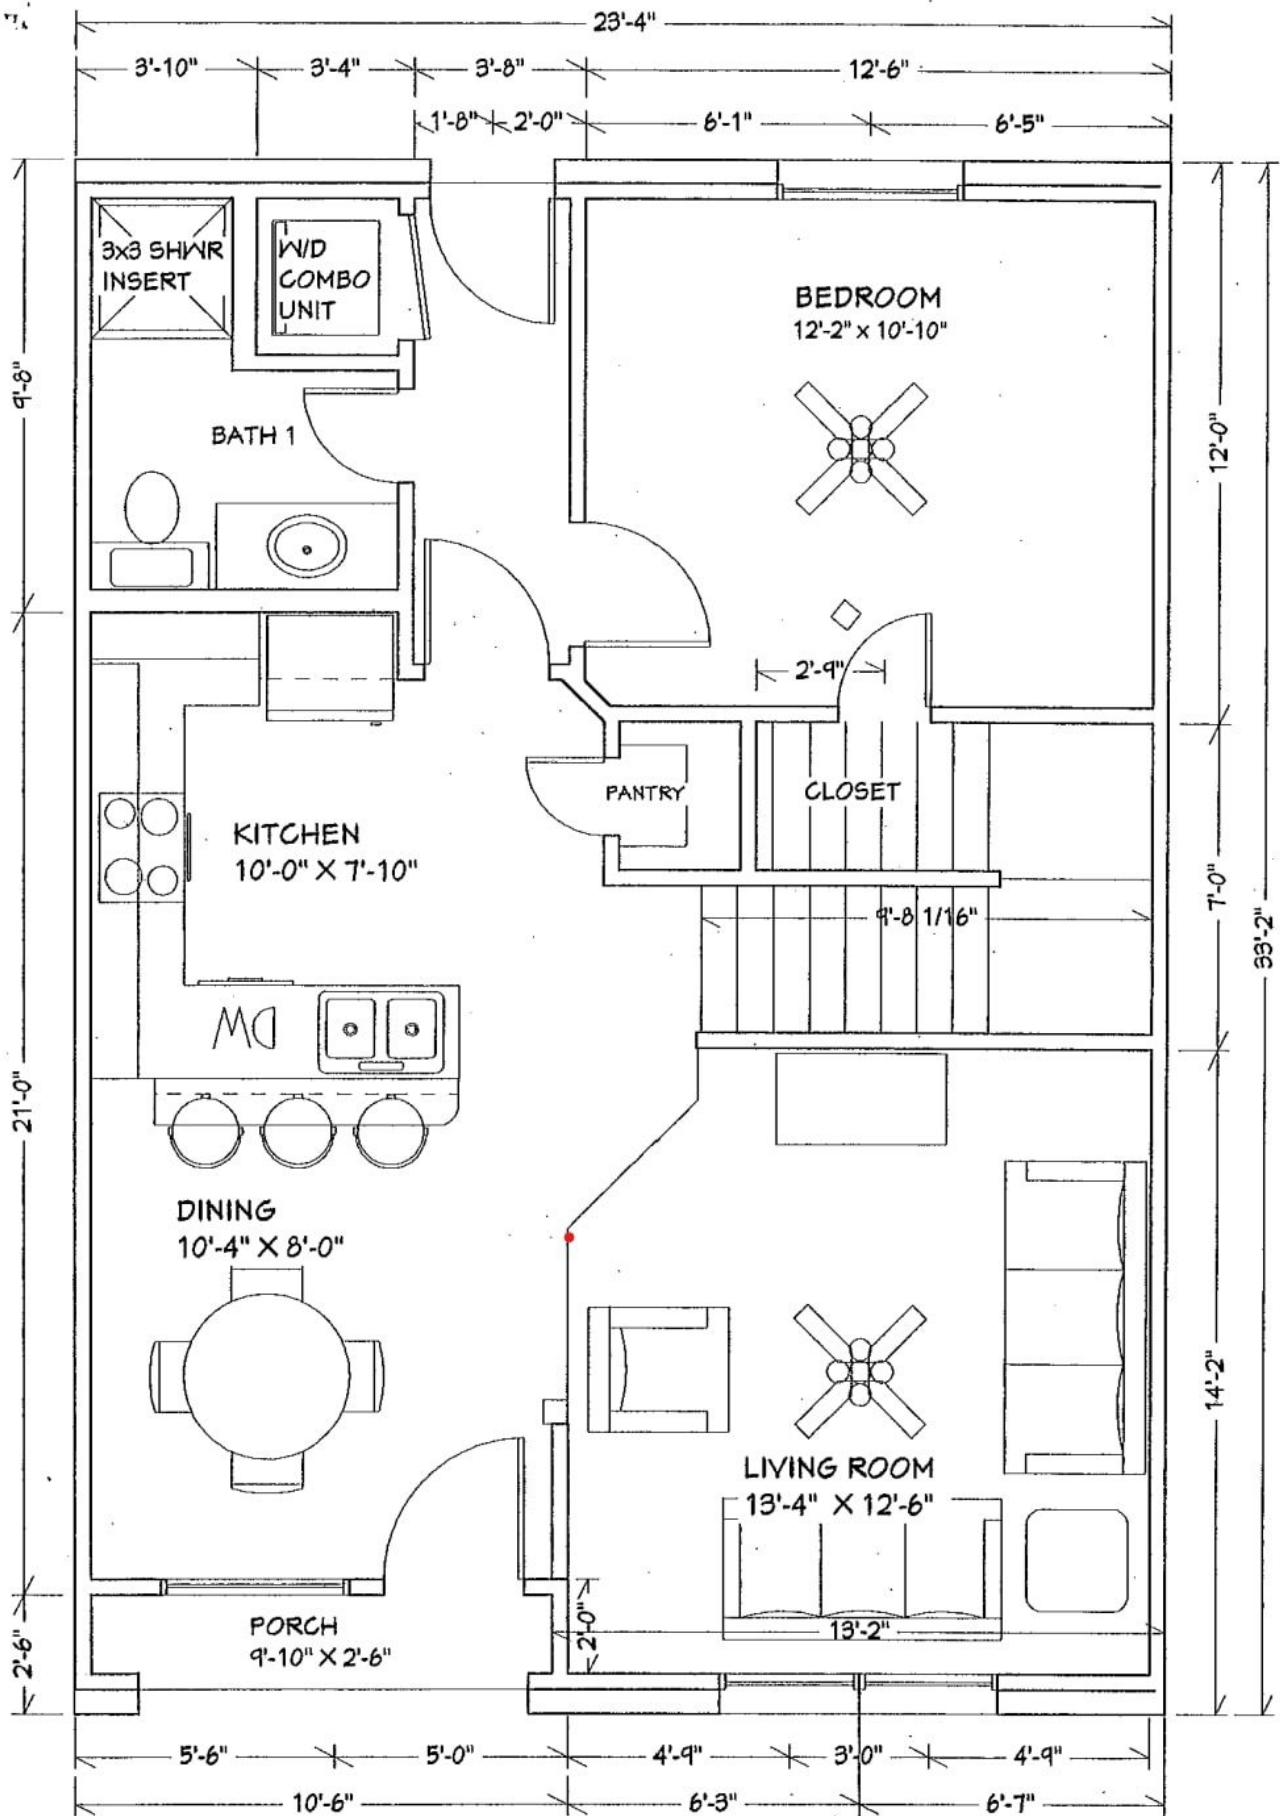 23'-4"
3'-10"
3'-4"
3'-8"
12'-6"
1'-8"
2'-0"
6'-1"
6'-5"
3x3 SHWR
INSERT
W/D
COMBO
UNIT
BEDROOM
12'-2" x 10'-10"
9'-8"
BATH 1
12'-0"
2'-9"
PANTRY
CLOSET
KITCHEN
10'-0" X 7'-10"
9'-8 1/16"
7'-0"
33'-2"
DW
21'-0"
DINING
10'-4" X 8'-0"
14'-2"
LIVING ROOM
13'-4" X 12'-6"
PORCH
9'-10" X 2'-6"
2'-0"
13'-2"
2'-6"
5'-6"
5'-0"
4'-9"
3'-0"
4'-9"
10'-6"
6'-3"
6'-7"